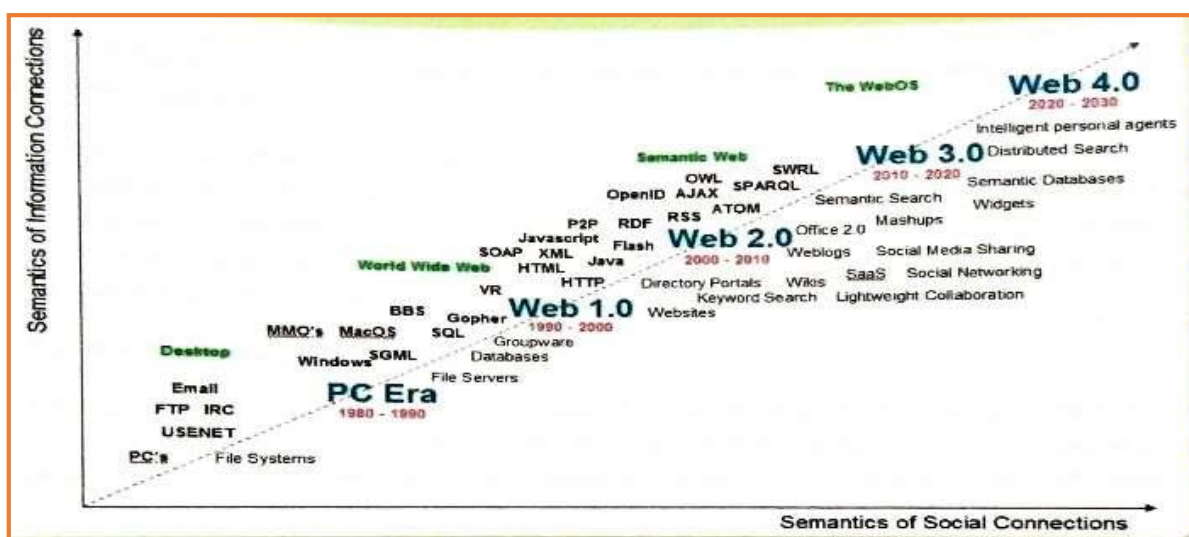 Semantics of Information Connections
The WebOS
Web 4.0
2020 - 2030
Intelligent personal agents
Semantic Web
Web 3.0
Distributed Search
2010 - 2020
OWL
SWRL
OpenID
AJAX
SPARQL
Semantic Databases
Semantic Search
Widgets
P2P
RDF
RSS
ATOM
Mashups
Javascript
Flash
Web 2.0
Office 2.0
SOAP
XML
Java
2000 - 2010
Weblogs
Social Media Sharing
World Wide Web
HTML
HTTP
Directory Portals
Wikis
SaaS
Social Networking
VR
Keyword Search
Lightweight Collaboration
BBS
Gopher
Web 1.0
Websites
MMO's
MacOS
SQL
1990 - 2000
Groupware
Desktop
Windows
SGML
Databases
Email
PC Era
File Servers
FTP
IRC
1980 - 1990
USENET
PC's
File Systems
Semantics of Social Connections